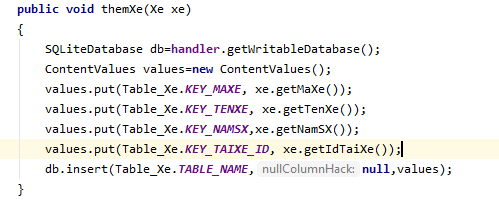 public void themXe(Xe xe)
{
SQLiteDatabase db=handler.getWritableDatabase();
ContentValues values=new ContentValues();
values.put(Table_Xe.KEY_MAXE, xe.getMaXe());
values.put(Table_Xe.KEY_TENXE, xe.getTenXe());
values.put(Table_Xe.KEY_NAMSX,xe.getNamSX());
values.put(Table_Xe.KEY_TAIXE_ID, xe.getIdTaiXe());
db.insert(Table_Xe.TABLE_NAME, nullColumnHack: null,values);
}